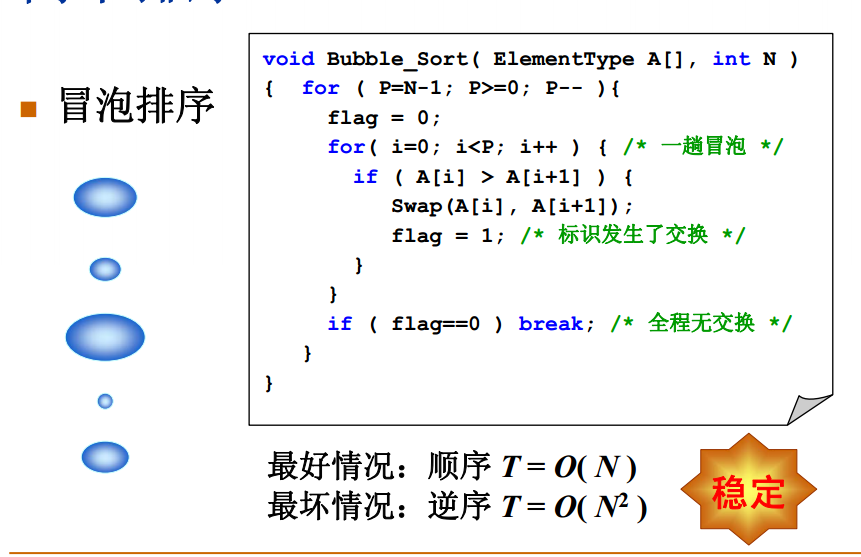 冒泡排序
void Bubble_Sort( ElementType A[], int N )
{ for ( P=N-1; P>=0; P-- ){
flag = 0;
for( i=0; i<P; i++ ) { /* 一趟冒泡 */
if ( A[i] > A[i+1] ) {
Swap(A[i], A[i+1]);
flag = 1; /* 标识发生了交换 */
}
}
if ( flag==0 ) break; /* 全程无交换 */
}
}
最好情况：顺序 T = O( N )
最坏情况：逆序 T = O( N² )
稳定